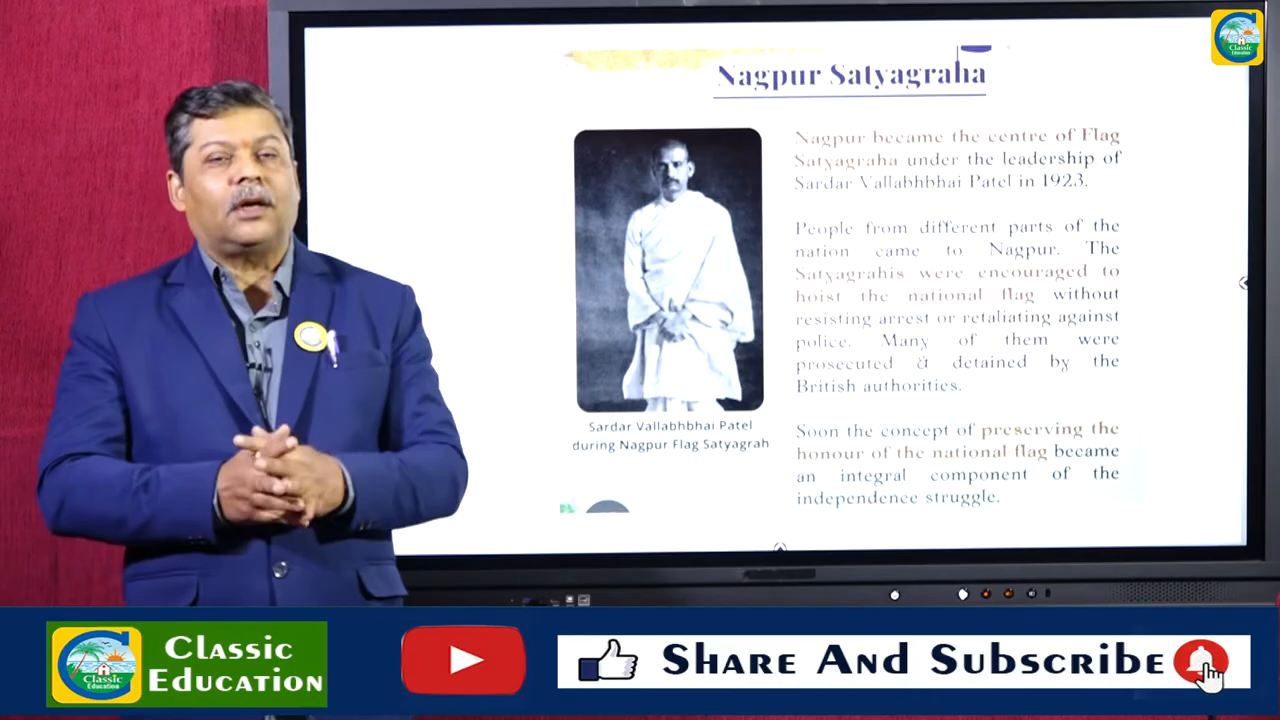 Classic
Education
Nagpur Satyagraha
Nagpur became the centre of Flag
Satyagraha under the leadership of
Sardar Vallabhbhai Patel in 1923.
People from different parts of the
nation came to Nagpur. The
Satyagrahis were encouraged to
hoist the national flag without
resisting arrest or retaliating against
police. Many of them were
prosecuted & detained by the
British authorities.
Soon the concept of preserving the
honour of the national flag became
an integral component of the
independence struggle.
Sardar Vallabhbhai Patel
during Nagpur Flag Satyagrah
Classic
Education
Classic
Education
Share And Subscribe